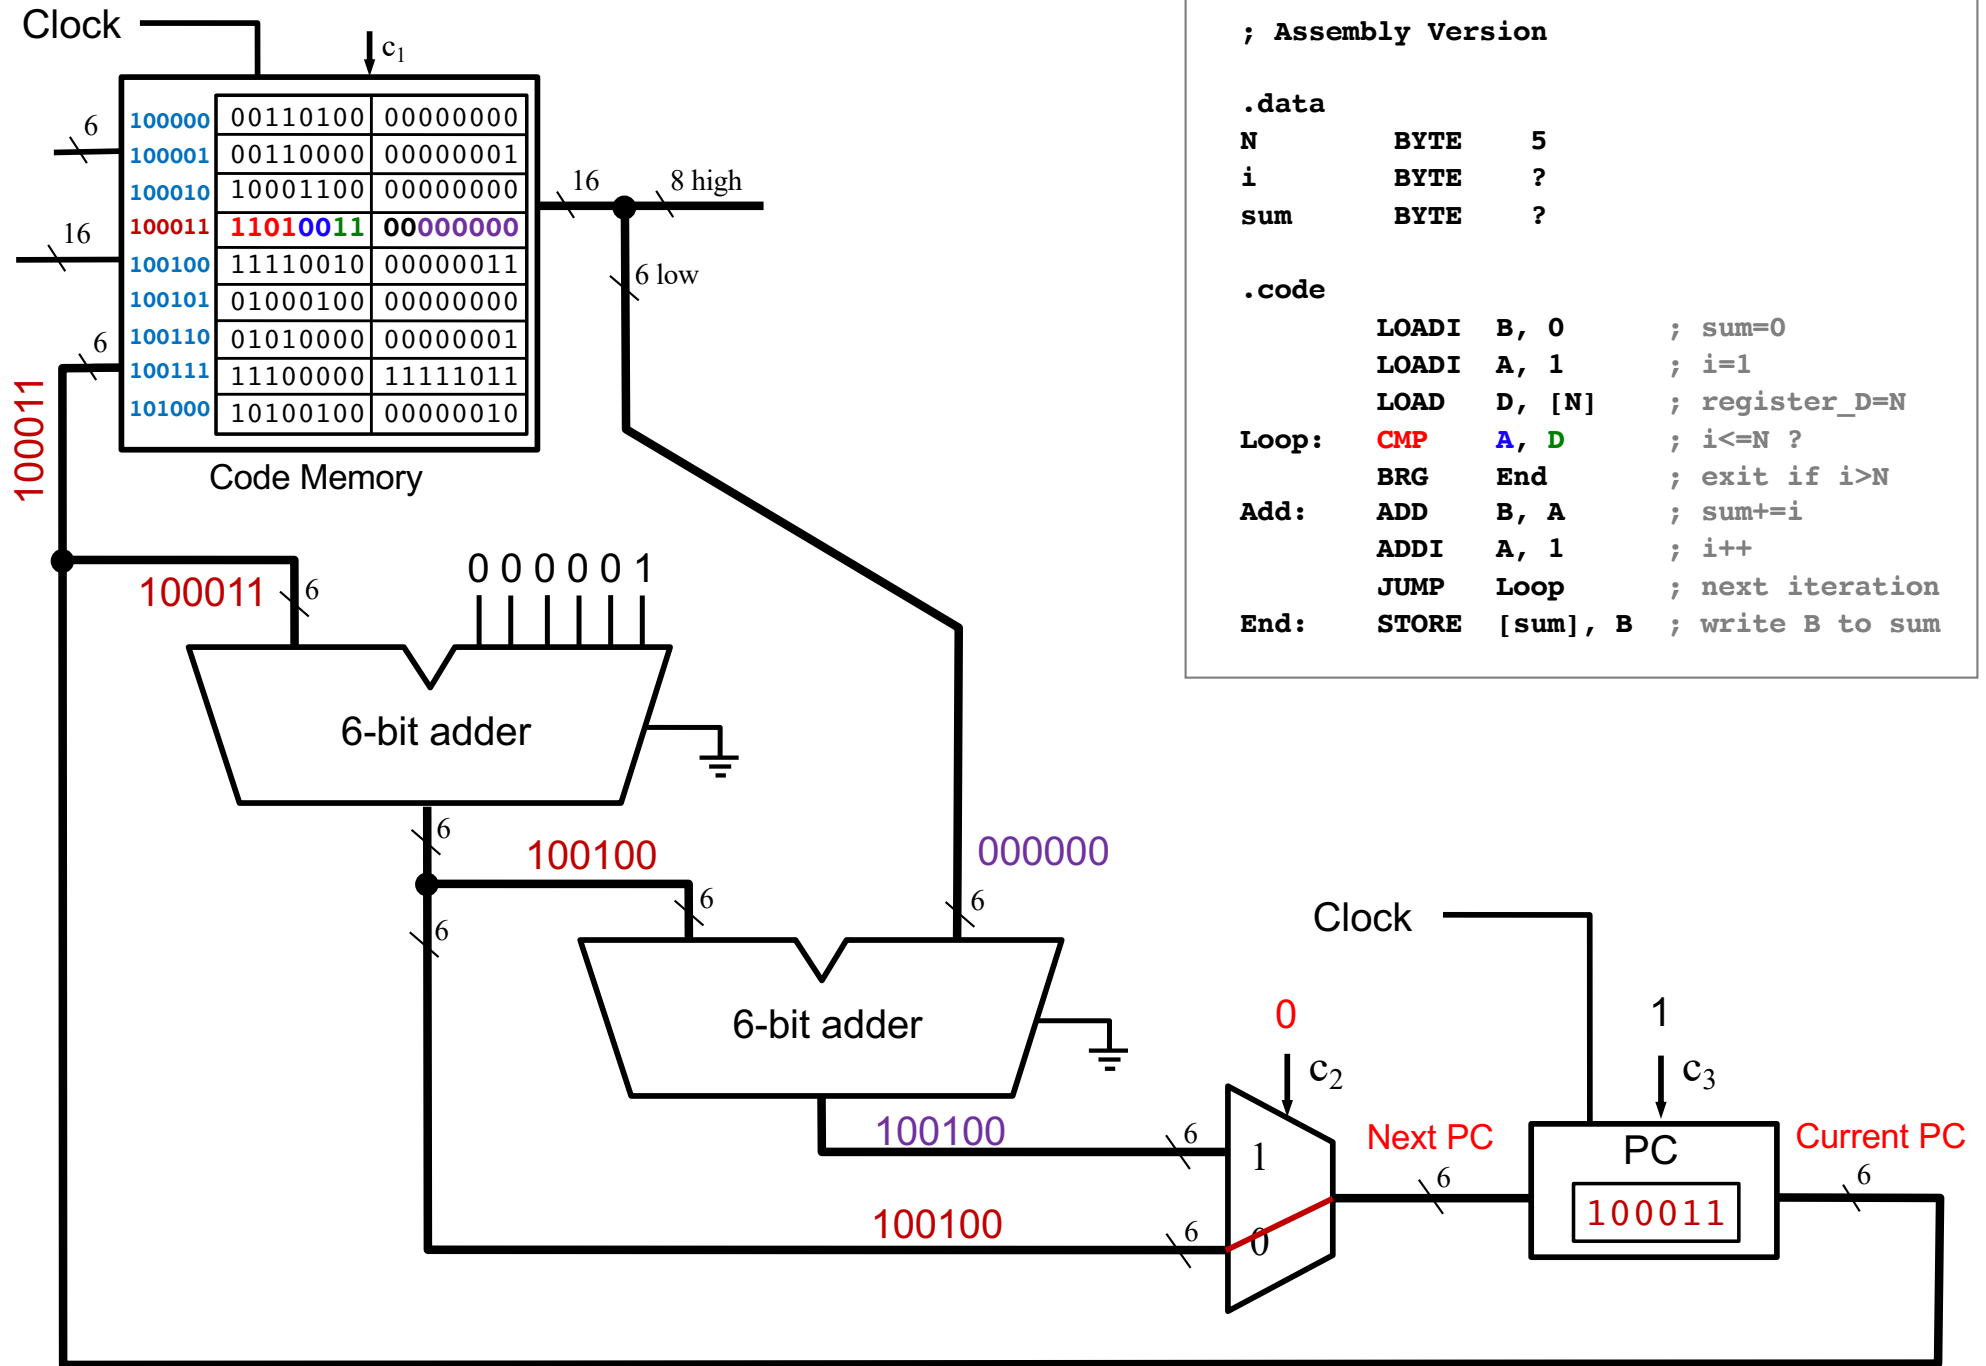 Clock
c1
6
16
6
100000 00110100 00000000
100001 00110000 00000001
100010 10001100 00000000
100011 11010011 00000000
100100 11110010 00000011
100101 01000100 00000000
100110 01010000 00000001
100111 11100000 11111011
101000 10100100 00000010
Code Memory
16
8 high
6 low
100011
; Assembly Version
.data
N BYTE 5
i BYTE ?
sum BYTE ?
.code
LOADI B, 0 ; sum=0
LOADI A, 1 ; i=1
LOAD D, [N] ; register_D=N
Loop: CMP A, D ; i<=N ?
BRG End ; exit if i>N
Add: ADD B, A ; sum+=i
ADDI A, 1 ; i++
JUMP Loop ; next iteration
End: STORE [sum], B ; write B to sum
100011
6
0 0 0 0 0 1
6-bit adder
6
100100
6
6
000000
6
6-bit adder
100100
6
100100
6
0
c2
1
0
Next PC
6
Clock
1
c3
PC
100011
Current PC
6